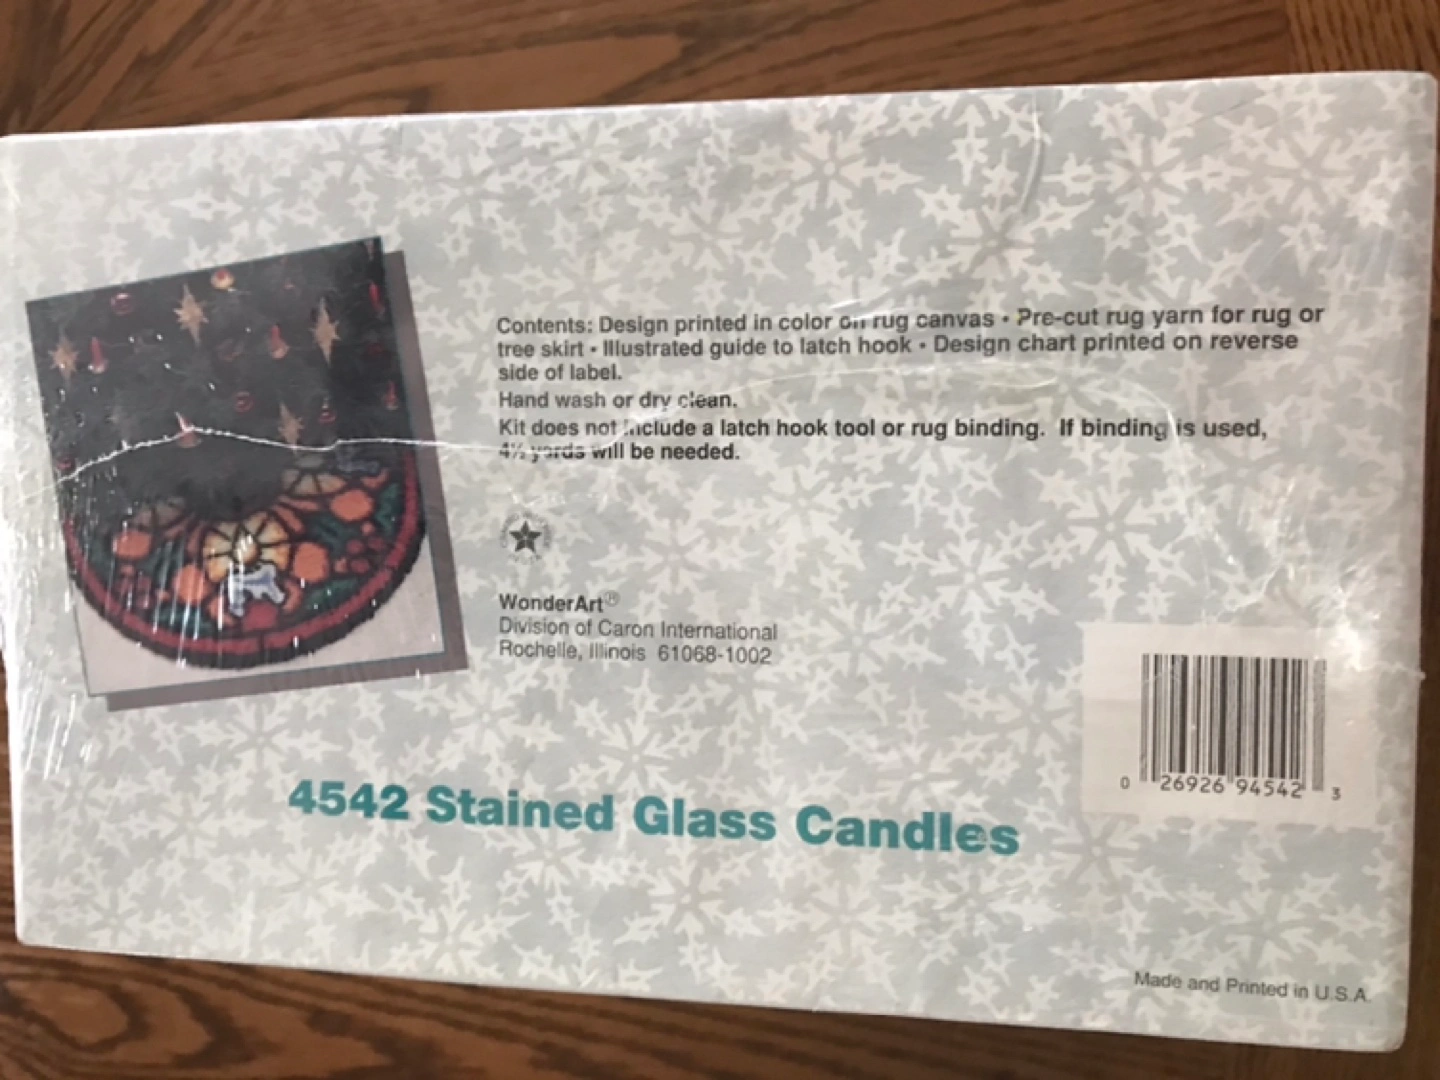 Contents: Design printed in color on rug canvas • Pre-cut rug yarn for rug or
tree skirt • Illustrated guide to latch hook • Design chart printed on reverse
side of label.
Hand wash or dry clean.
Kit does not include a latch hook tool or rug binding. If binding is used,
4½ yards will be needed.
WonderArt®
Division of Caron International
Rochelle, Illinois 61068-1002
0 26926 94542 3
4542 Stained Glass Candles
Made and Printed in U.S.A.